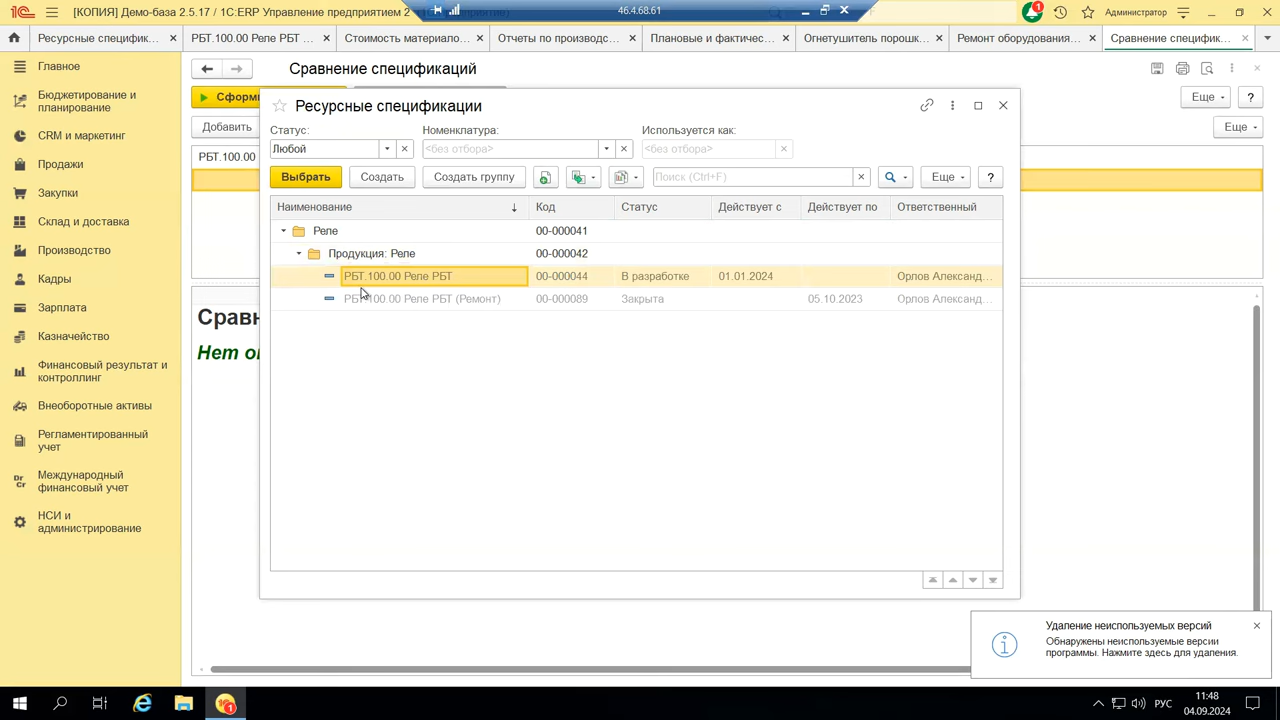 [КОПИЯ] Демо-база 2.5.17 / 1С:ERP Управление предприятием 2
46.4.68.61
Администратор
Ресурсные специфик...
РБТ.100.00 Реле РБТ ...
Стоимость материало...
Отчеты по производс...
Плановые и фактичес...
Огнетушитель порошк...
Ремонт оборудования...
Сравнение специфик...
Главное
Бюджетирование и
планирование
CRM и маркетинг
Продажи
Закупки
Склад и доставка
Производство
Кадры
Зарплата
Казначейство
Финансовый результат и
контроллинг
Внеоборотные активы
Регламентированный
учет
Международный
финансовый учет
НСИ и
администрирование
Сравнение спецификаций
Сформи
Еще
?
Добавить
Еще
РБТ.100.00
Сравн
Нет о
Ресурсные спецификации
Статус:
Номенклатура:
Используется как:
Любой
<без отбора>
<без отбора>
Выбрать
Создать
Создать группу
Поиск (Ctrl+F)
Еще
?
Наименование
Код
Статус
Действует с
Действует по
Ответственный
Реле
00-000041
Продукция: Реле
00-000042
РБТ.100.00 Реле РБТ
00-000044
В разработке
01.01.2024
Орлов Александ...
РБТ.100.00 Реле РБТ (Ремонт)
00-000089
Закрыта
05.10.2023
Орлов Александ...
Удаление неиспользуемых версий
Обнаружены неиспользуемые версии
программы. Нажмите здесь для удаления.
РУС
11:48
04.09.2024